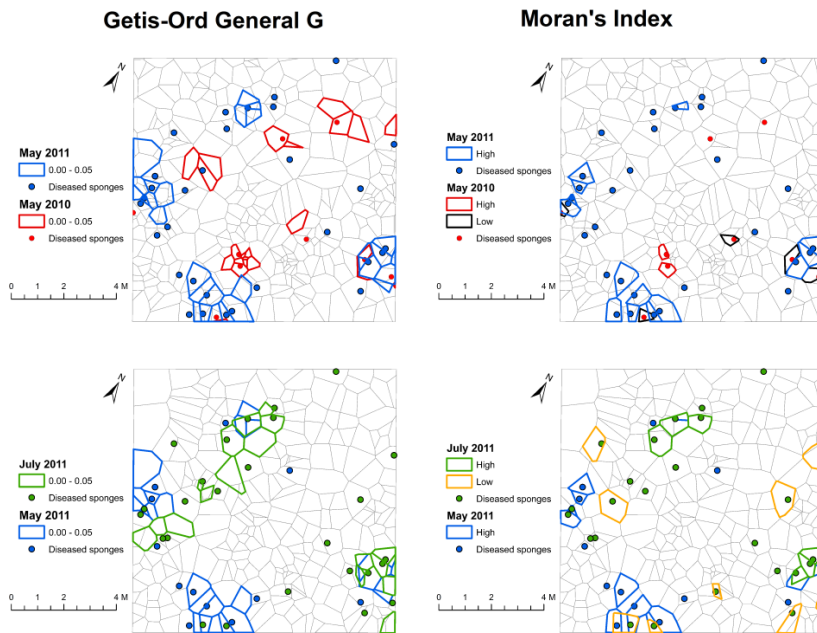 Getis-Ord General G
Moran's Index
N
May 2011
0.00 - 0.05
Diseased sponges
May 2010
0.00 - 0.05
Diseased sponges
0 1 2 4 M
N
May 2011
High
Diseased sponges
May 2010
High
Low
Diseased sponges
0 1 2 4 M
N
July 2011
0.00 - 0.05
Diseased sponges
May 2011
0.00 - 0.05
Diseased sponges
0 1 2 4 M
N
July 2011
High
Low
Diseased sponges
May 2011
High
Diseased sponges
0 1 2 4 M